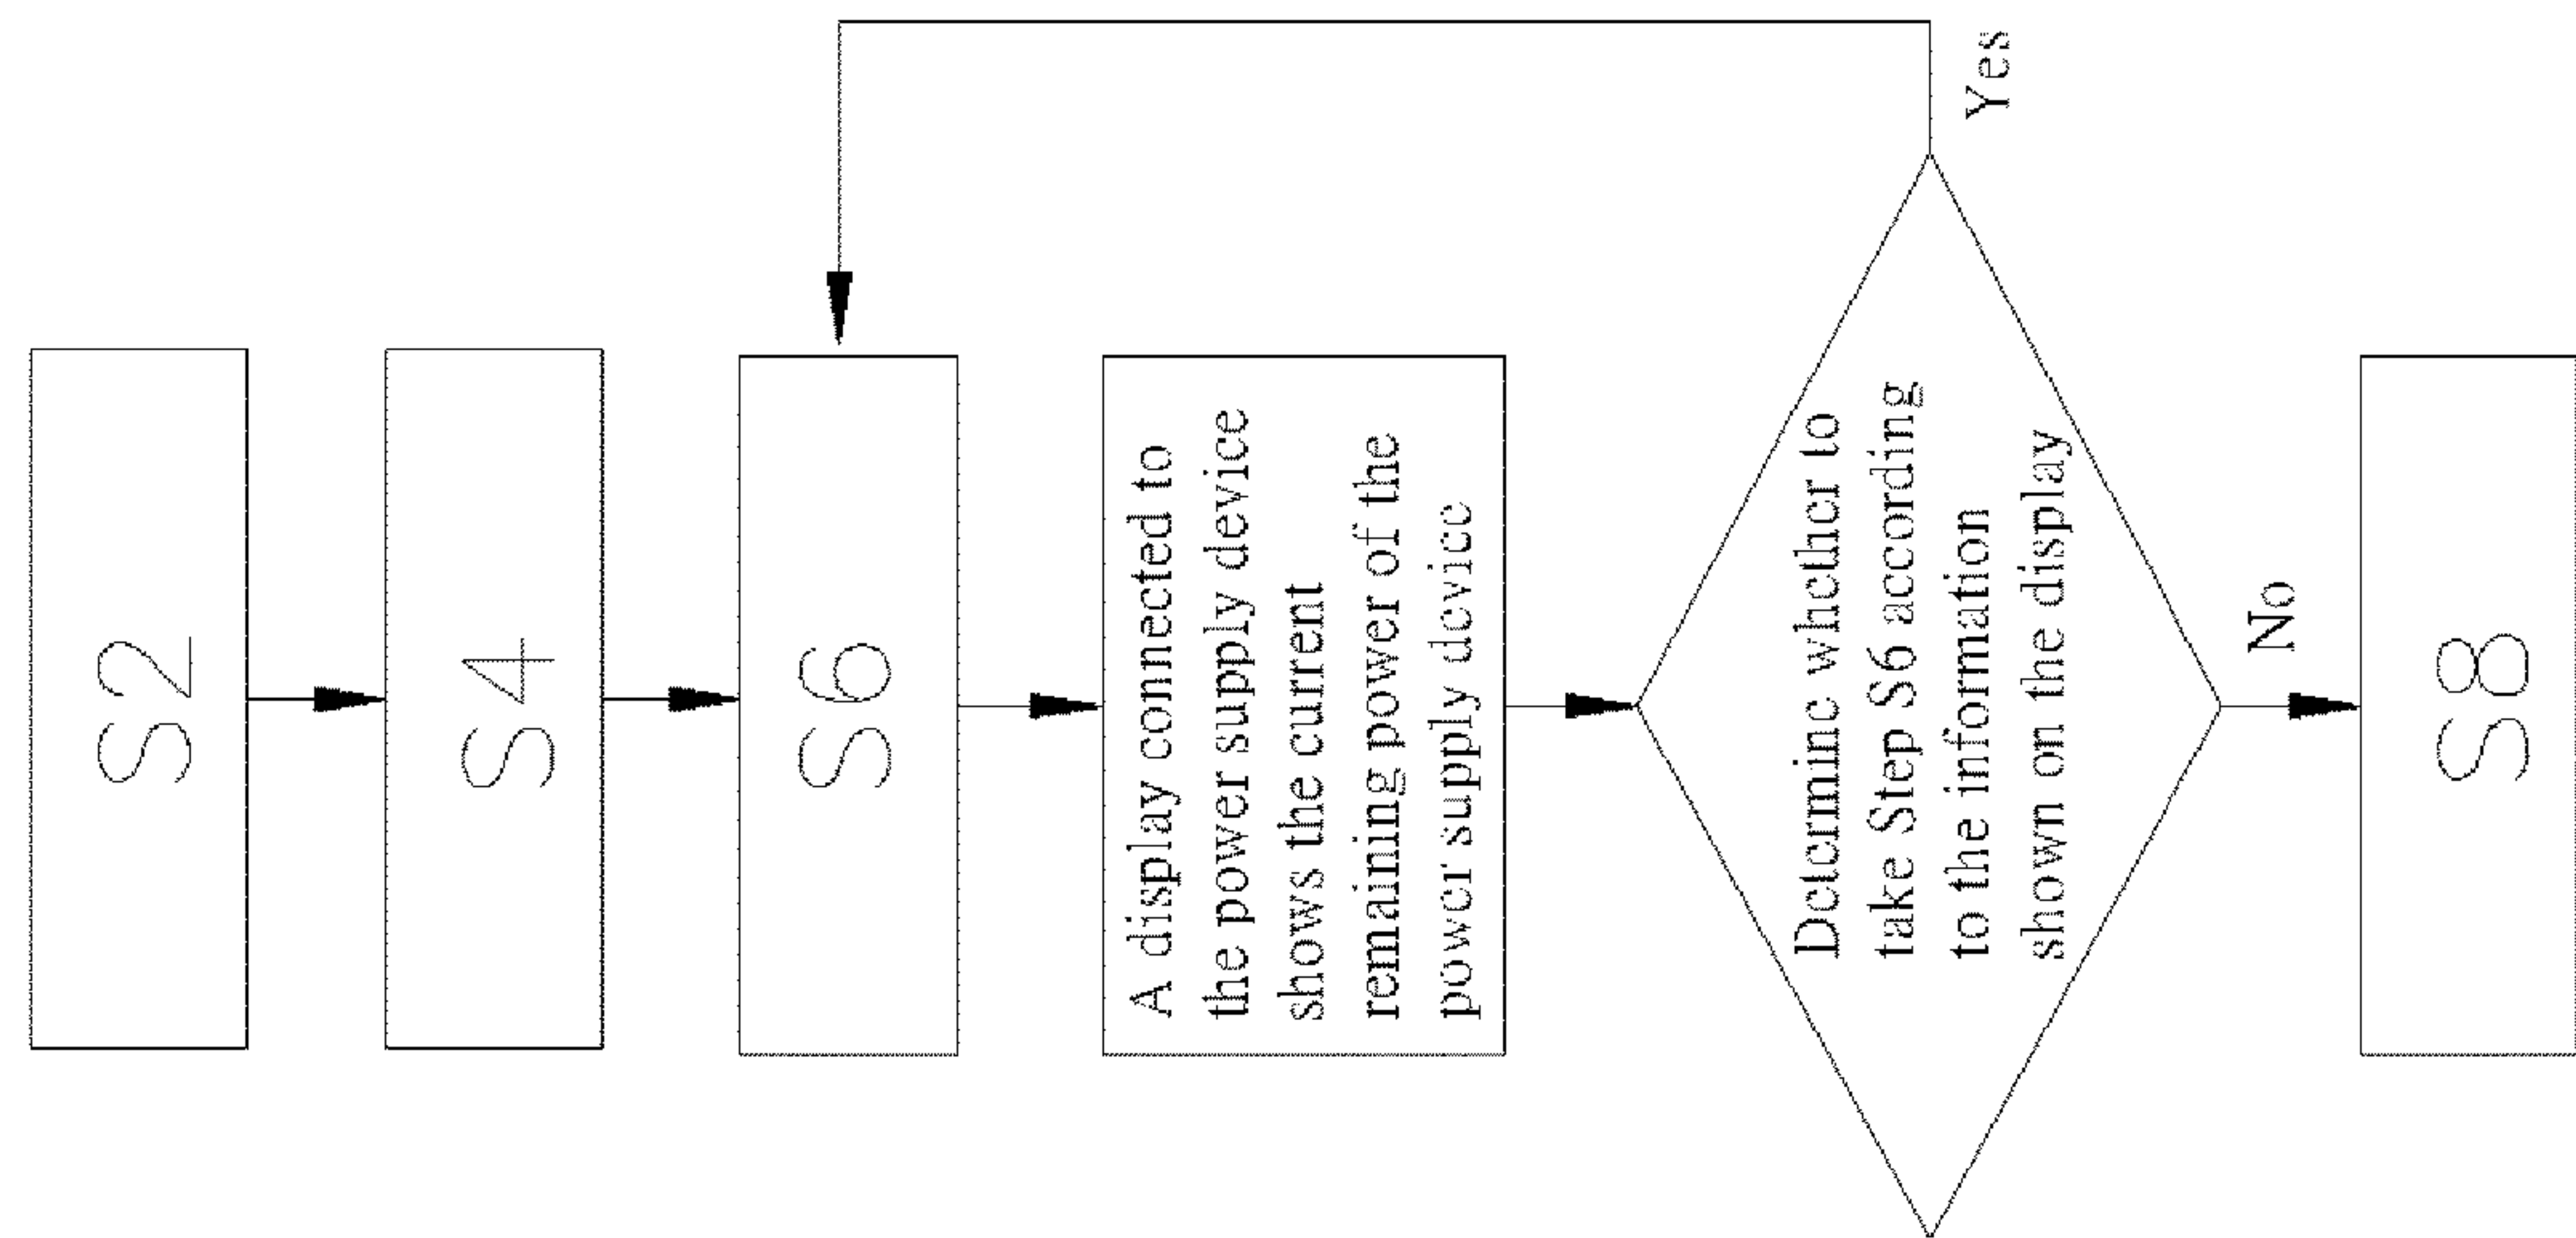 S2
S4
S6
A display connected to
the power supply device
shows the current
remaining power of the
power supply device
Determine whether to
take Step S6 according
to the information
shown on the display
Yes
No
S8